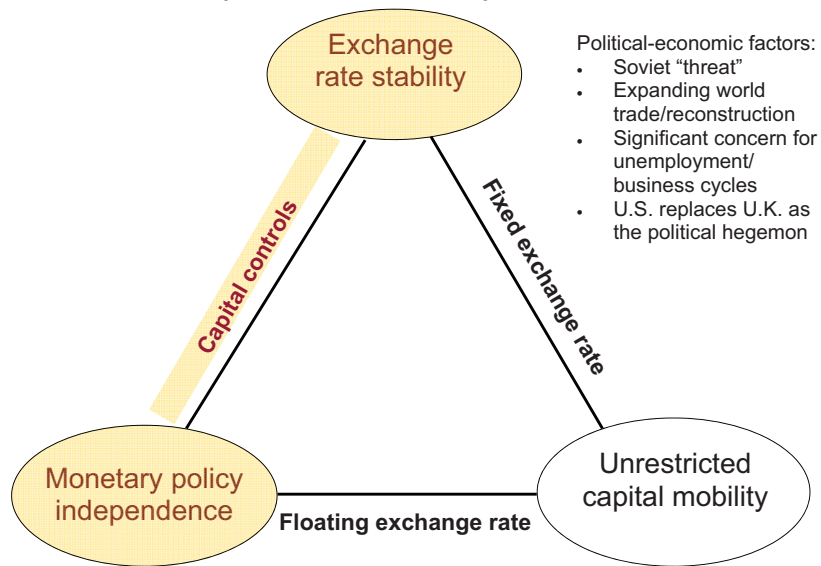 Exchange
rate stability
Political-economic factors:
• Soviet “threat”
• Expanding world
trade/reconstruction
• Significant concern for
unemployment/
business cycles
• U.S. replaces U.K. as
the political hegemon
Capital controls
Fixed exchange rate
Monetary policy
independence
Unrestricted
capital mobility
Floating exchange rate